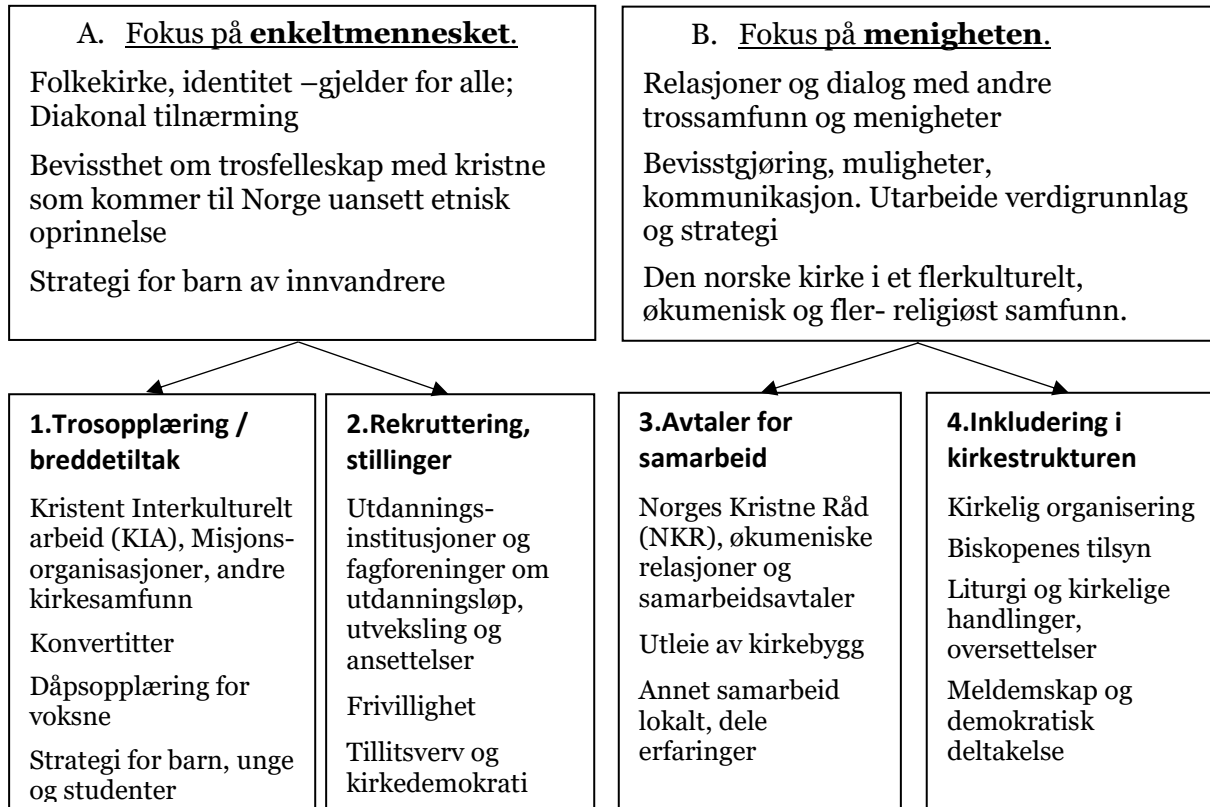 A. Fokus på enkeltmennesket.
Folkekirke, identitet –gjelder for alle;
Diakonal tilnærming
Bevissthet om trosfelleskap med kristne
som kommer til Norge uansett etnisk
oprinnelse
Strategi for barn av innvandrere
B. Fokus på menigheten.
Relasjoner og dialog med andre
trossamfunn og menigheter
Bevisstgjøring, muligheter,
kommunikasjon. Utarbeide verdigrunnlag
og strategi
Den norske kirke i et flerkulturelt,
økumenisk og fler- religiøst samfunn.
1.Trosopplæring /
breddetiltak
Kristent Interkulturelt
arbeid (KIA), Misjons-
organisasjoner, andre
kirkesamfunn
Konvertitter
Dåpsopplæring for
voksne
Strategi for barn, unge
og studenter
2.Rekruttering,
stillinger
Utdannings-
institusjoner og
fagforeninger om
utdanningsløp,
utveksling og
ansettelser
Frivillighet
Tillitsverv og
kirkedemokrati
3.Avtaler for
samarbeid
Norges Kristne Råd
(NKR), økumeniske
relasjoner og
samarbeidsavtaler
Utleie av kirkebygg
Annet samarbeid
lokalt, dele
erfaringer
4.Inkludering i
kirkestrukturen
Kirkelig organisering
Biskopenes tilsyn
Liturgi og kirkelige
handlinger,
oversettelser
Meldemskap og
demokratisk
deltakelse